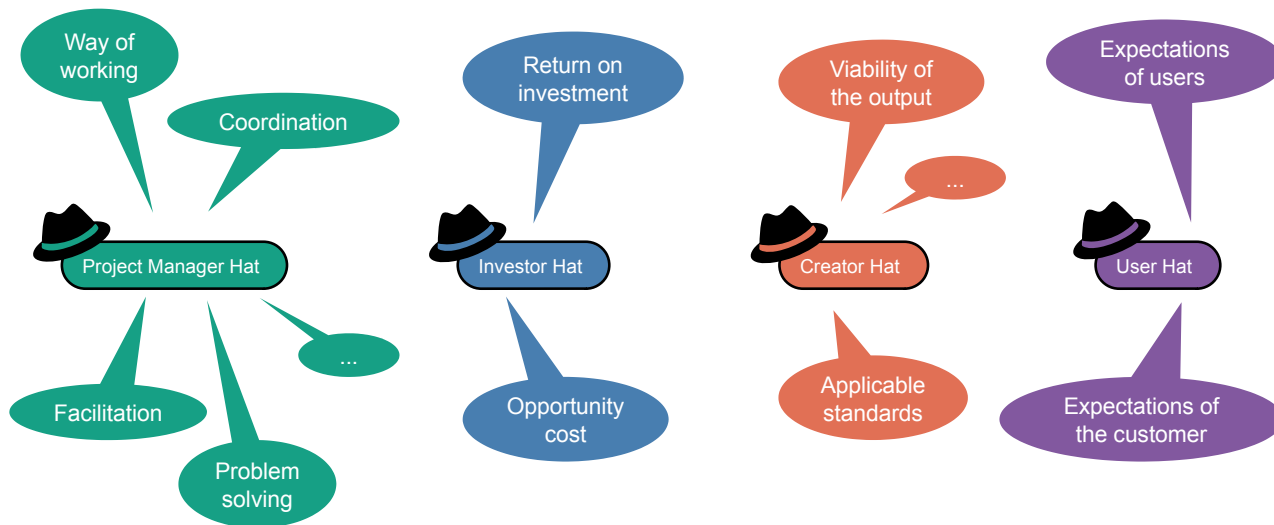 Way of
working
Coordination
Project Manager Hat
Facilitation
Problem
solving
...
Return on
investment
Investor Hat
Opportunity
cost
Viability of
the output
...
Creator Hat
Applicable
standards
Expectations
of users
User Hat
Expectations of
the customer